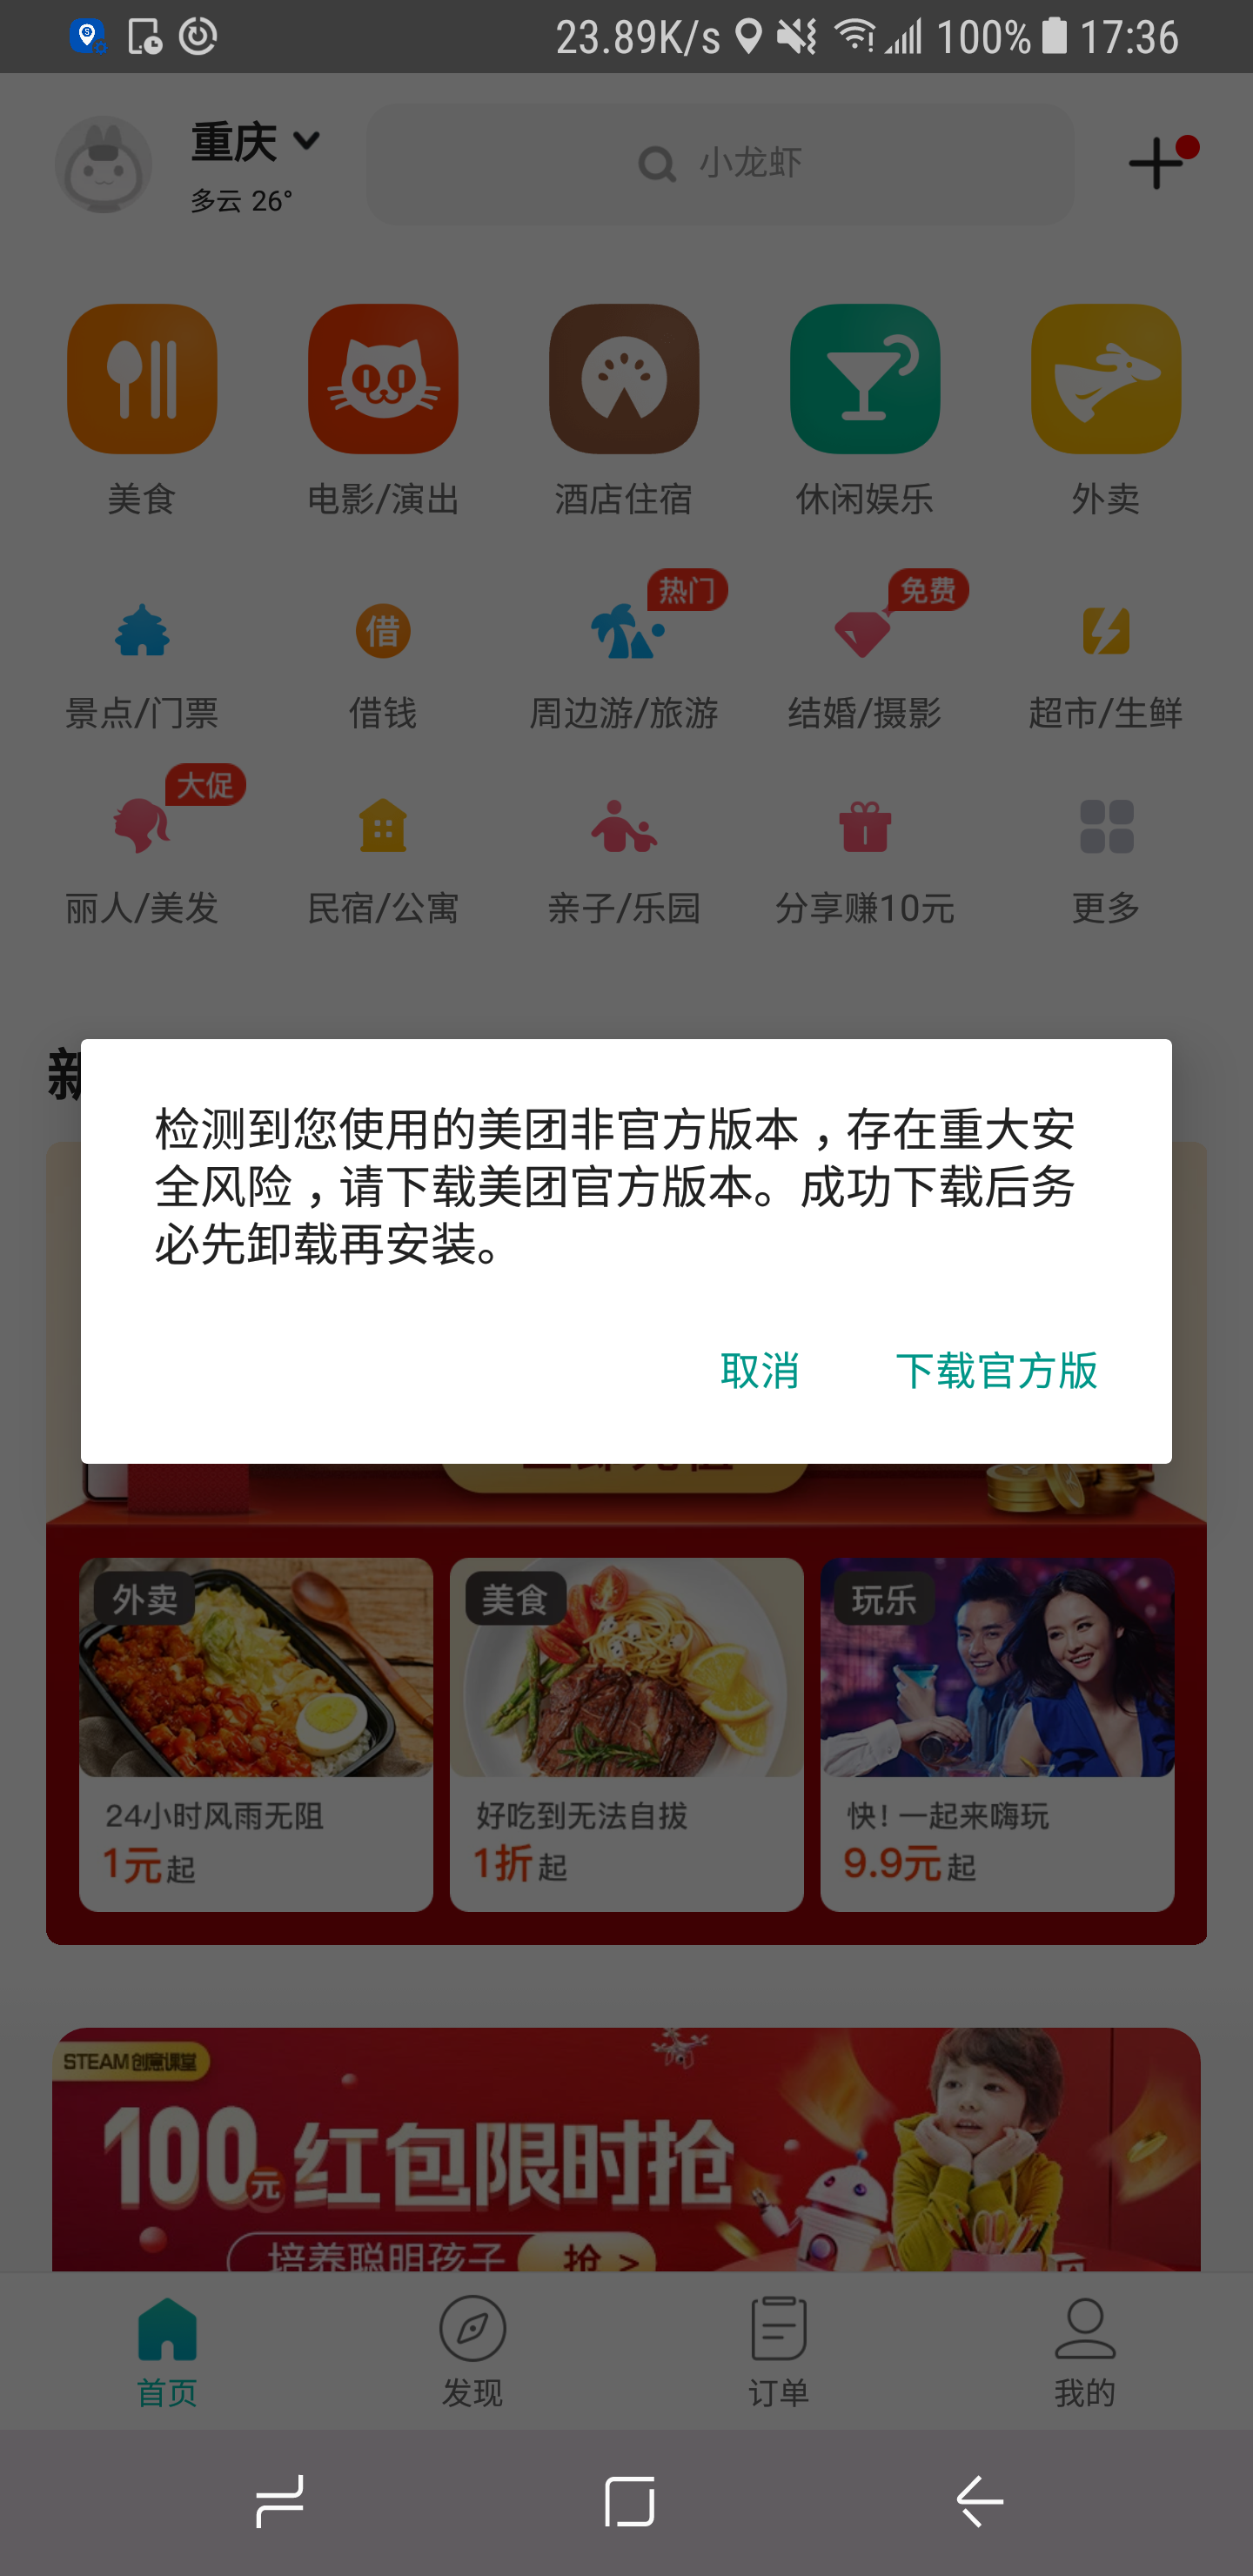 23.89K/s 100% 17:36
重庆
多云 26°
小龙虾
美食 电影/演出 酒店住宿 休闲娱乐 外卖
热门 免费
借
景点/门票 借钱 周边游/旅游 结婚/摄影 超市/生鲜
大促
丽人/美发 民宿/公寓 亲子/乐园 分享赚10元 更多
检测到您使用的美团非官方版本，存在重大安
全风险，请下载美团官方版本。成功下载后务
必先卸载再安装。
取消 下载官方版
外卖 美食 玩乐
24小时风雨无阻 好吃到无法自拔 快！一起来嗨玩
1元起 1折起 9.9元起
STEAM创意课堂
100元 红包限时抢
培养聪明孩子 抢 >
首页 发现 订单 我的